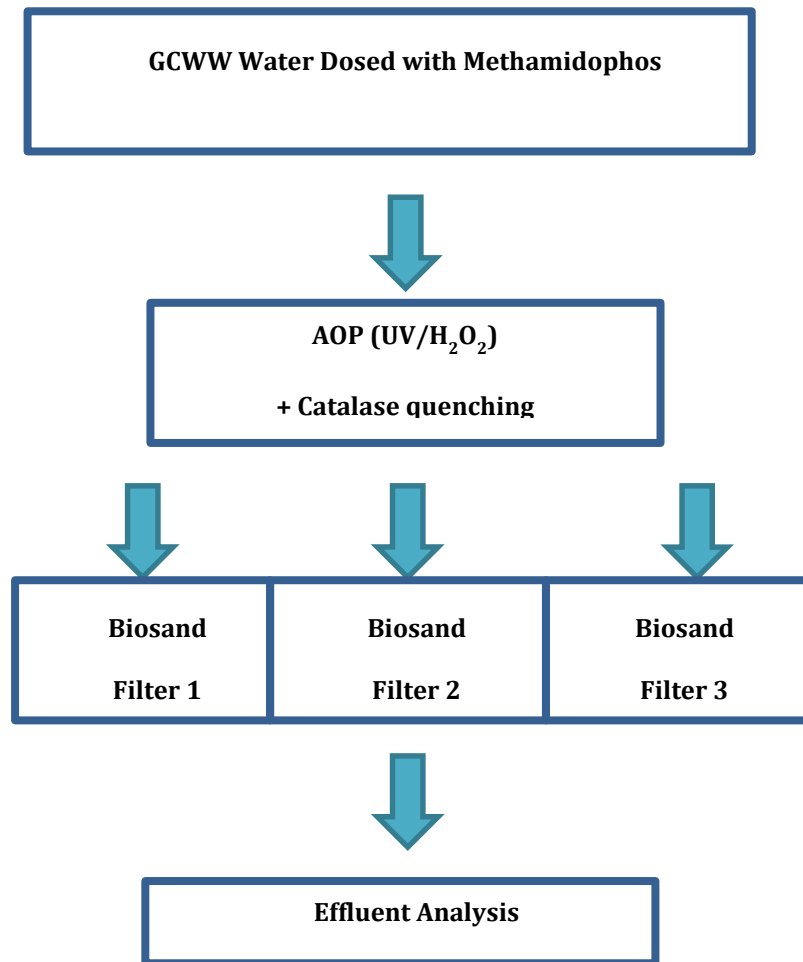 GCWW Water Dosed with Methamidophos
AOP (UV/H₂O₂)
+ Catalase quenching
Biosand
Filter 1
Biosand
Filter 2
Biosand
Filter 3
Effluent Analysis